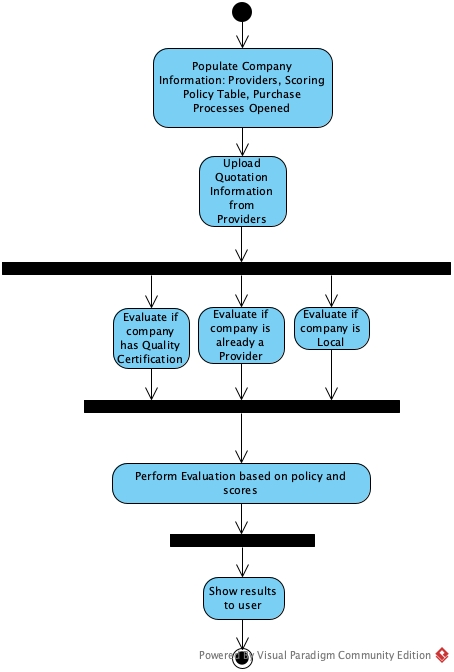 Populate Company
Information: Providers, Scoring
Policy Table, Purchase
Processes Opened
Upload
Quotation
Information
from
Providers
Evaluate if
company
has Quality
Certification
Evaluate if
company is
already a
Provider
Evaluate if
company is
Local
Perform Evaluation based on policy and
scores
Show results
to user
Powered By Visual Paradigm Community Edition